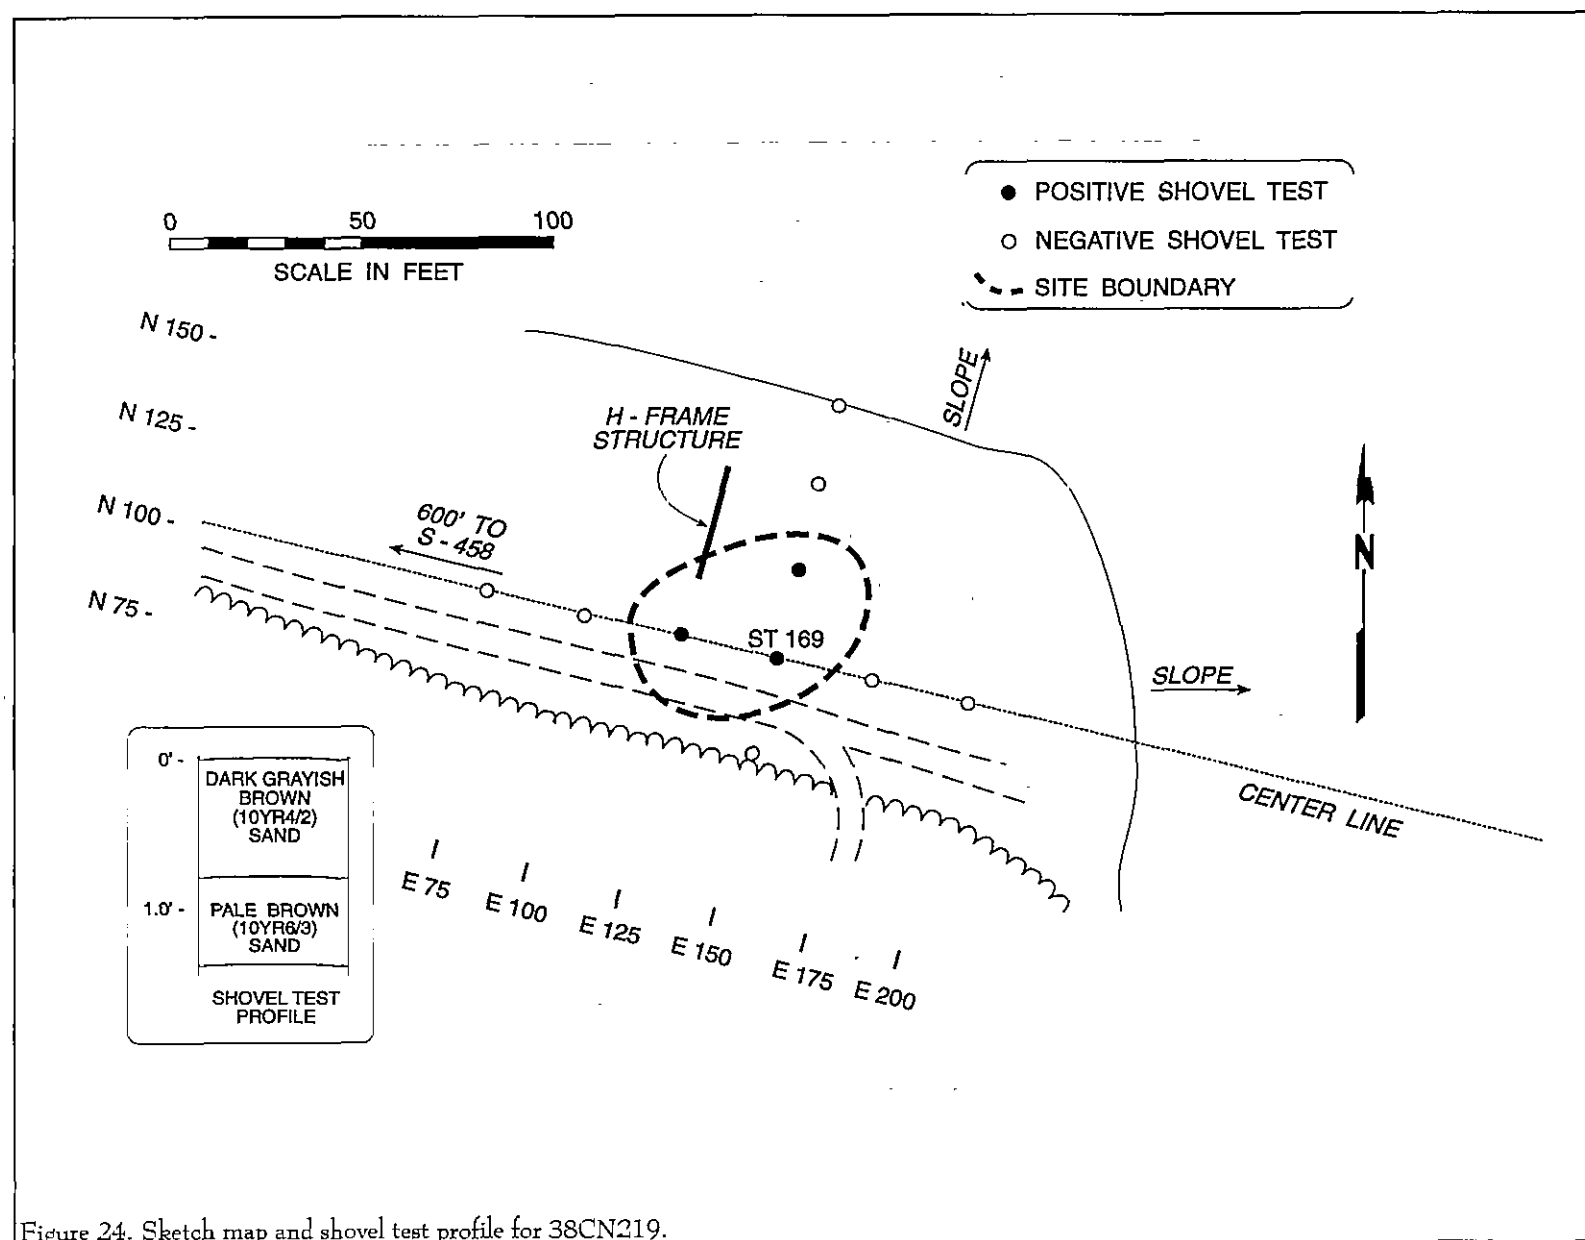 0 50 100
SCALE IN FEET
POSITIVE SHOVEL TEST
NEGATIVE SHOVEL TEST
SITE BOUNDARY
N 150 -
N 125 -
N 100 -
N 75 -
SLOPE
H - FRAME
STRUCTURE
600' TO
S - 458
N
ST 169
SLOPE
CENTER LINE
0' -
DARK GRAYISH
BROWN
(10YR4/2)
SAND
1.0' -
PALE BROWN
(10YR6/3)
SAND
SHOVEL TEST
PROFILE
E 75
E 100
E 125
E 150
E 175
E 200
Figure 24. Sketch map and shovel test profile for 38CN219.